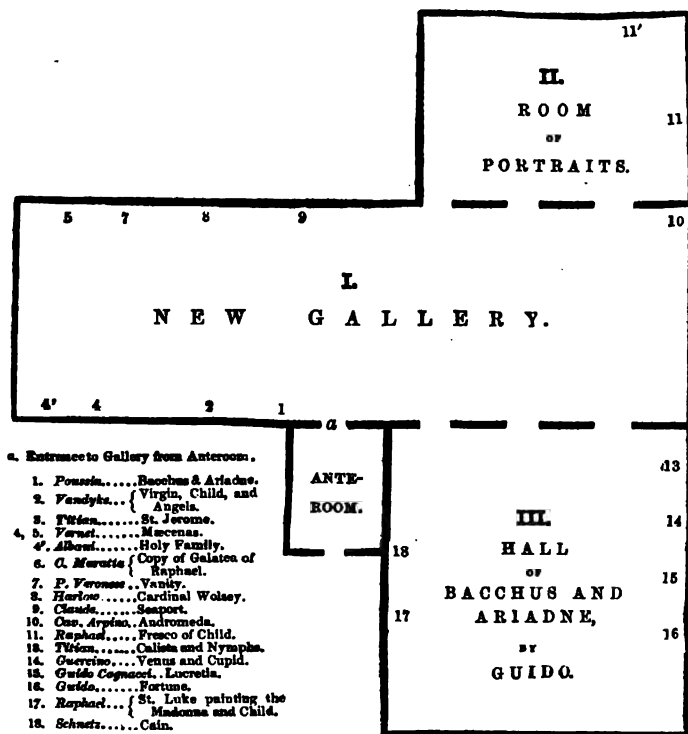 11'
II.
ROOM
OF
PORTRAITS.
11
5 7 8 9 10
I.
NEW GALLERY.
4' 4 2 1 a
a. Entrance to Gallery from Anteroom.
1. Poussin......Bacchus & Ariadne.
2. Vandyke...{ Virgin, Child, and
Angels.
3. Titian.......St. Jerome.
4, 5. Vernet......Mæcenas.
4'. Albani......Holy Family.
6. C. Maratta { Copy of Galatea of
Raphael.
7. P. Veronese..Vanity.
8. Harlow......Cardinal Wolsey.
9. Claude......Seaport.
10. Cav. Arpino..Andromeda.
11. Raphael.....Fresco of Child.
13. Titian.......Calista and Nymphs.
14. Guercino....Venus and Cupid.
15. Guido Cagnacci..Lucretia.
16. Guido.......Fortune.
17. Raphael...{ St. Luke painting the
Madonna and Child.
18. Schnetz......Cain.
ANTE-
ROOM.
13
14
15
16
18
17
III.
HALL
OF
BACCHUS AND
ARIADNE,
BY
GUIDO.